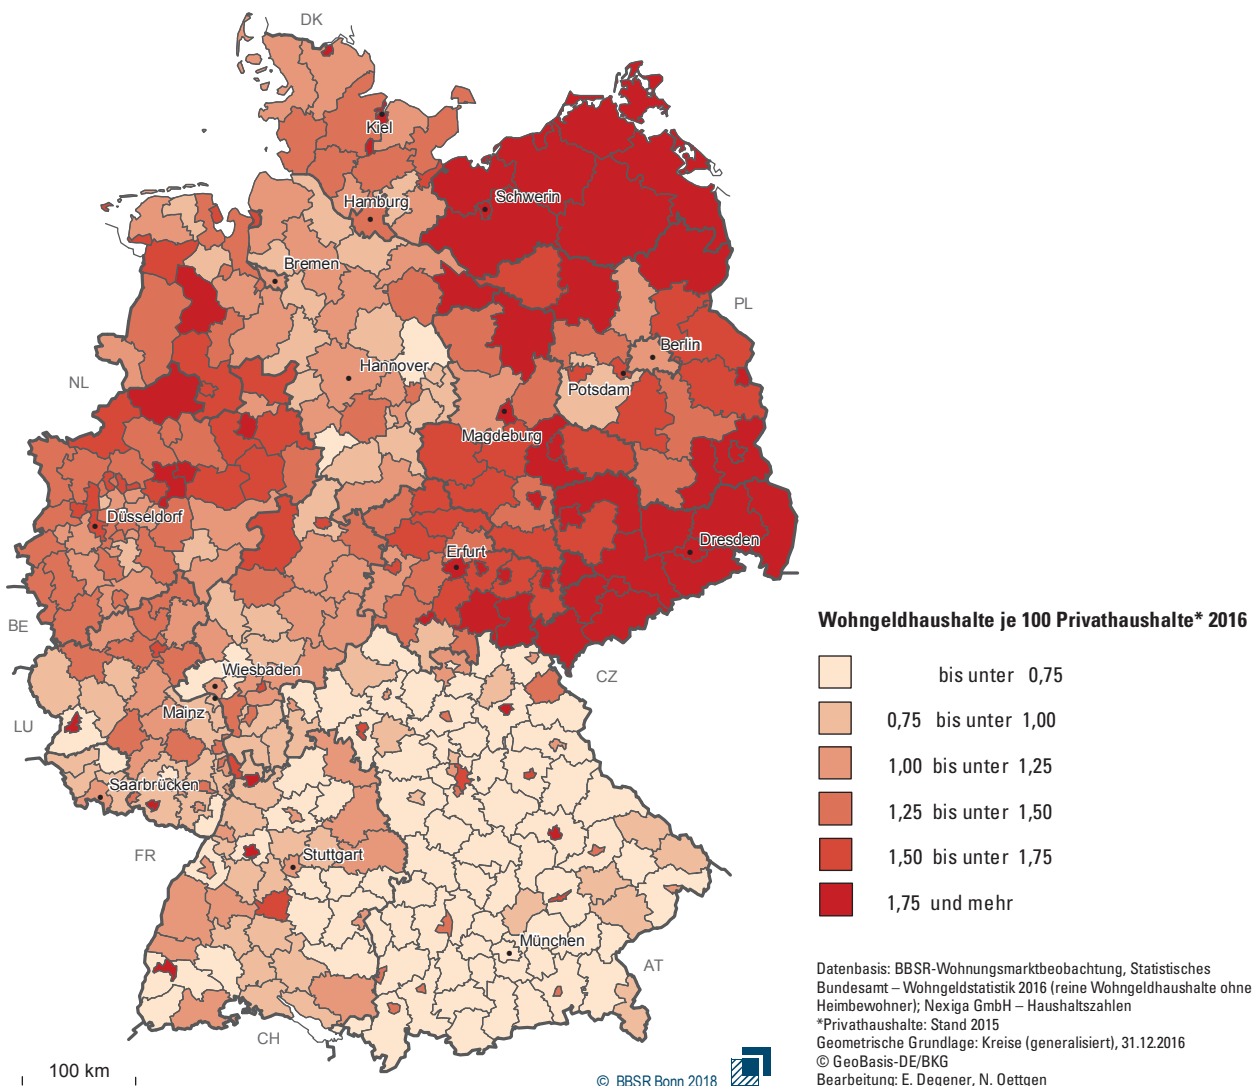 DK
Kiel
Schwerin
Hamburg
Bremen
PL
Berlin
Hannover
NL
Potsdam
Magdeburg
Düsseldorf
Dresden
Erfurt
BE
Wiesbaden
CZ
Mainz
LU
Saarbrücken
FR
Stuttgart
München
AT
CH
100 km
© BBSR Bonn 2018
Wohngeldhaushalte je 100 Privathaushalte* 2016
bis unter 0,75
0,75 bis unter 1,00
1,00 bis unter 1,25
1,25 bis unter 1,50
1,50 bis unter 1,75
1,75 und mehr
Datenbasis: BBSR-Wohnungsmarktbeobachtung, Statistisches
Bundesamt – Wohngeldstatistik 2016 (reine Wohngeldhaushalte ohne
Heimbewohner); Nexiga GmbH – Haushaltszahlen
*Privathaushalte: Stand 2015
Geometrische Grundlage: Kreise (generalisiert), 31.12.2016
© GeoBasis-DE/BKG
Bearbeitung: E. Degener, N. Oettgen